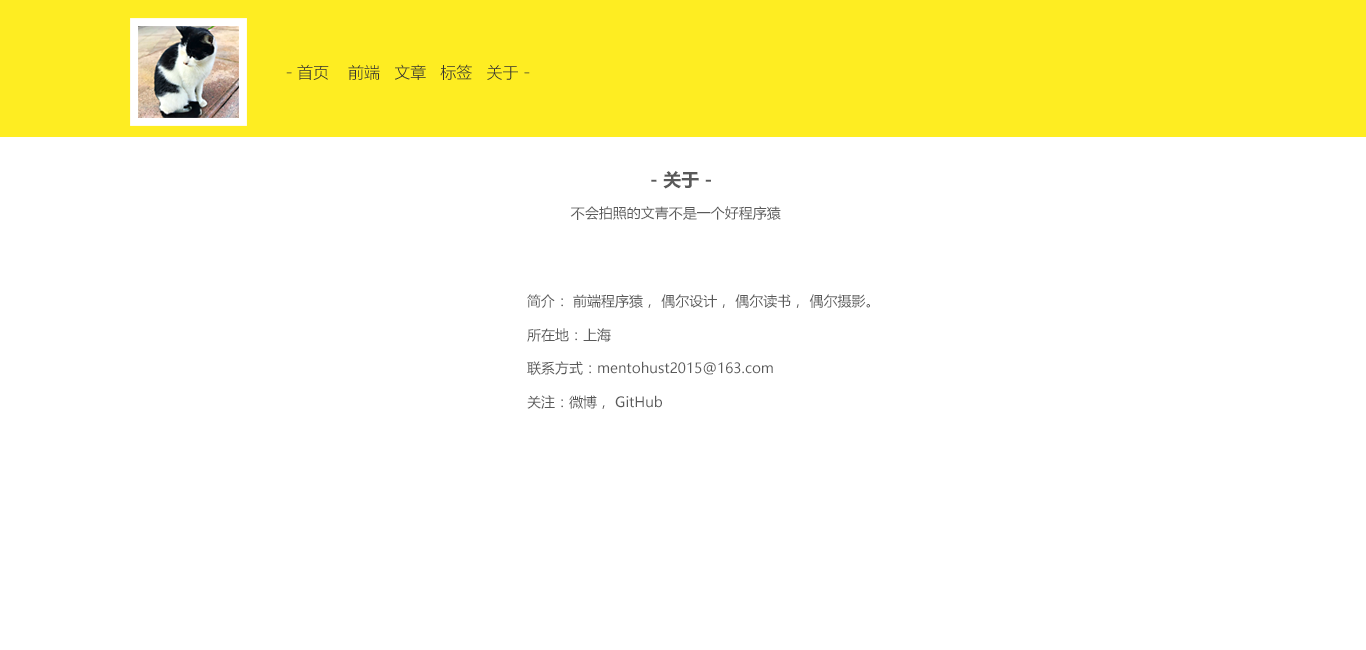 - 首页 前端 文章 标签 关于 -
- 关于 -
不会拍照的文青不是一个好程序猿
简介： 前端程序猿， 偶尔设计， 偶尔读书， 偶尔摄影。
所在地：上海
联系方式：mentohust2015@163.com
关注：微博， GitHub